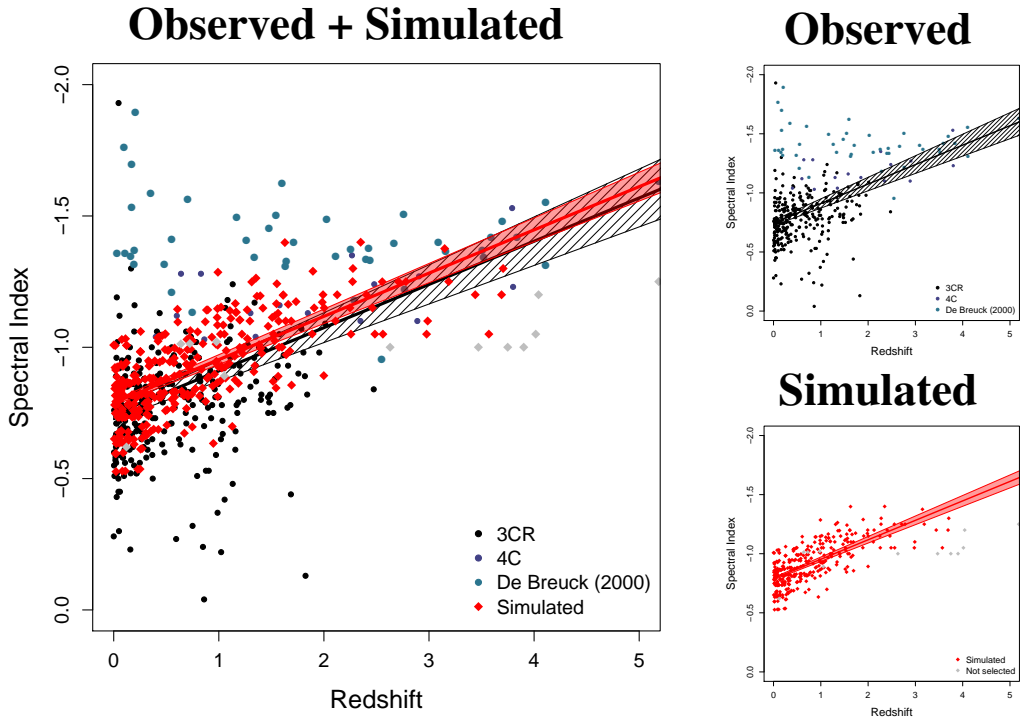 Observed + Simulated
−2.0
−1.5
−1.0
−0.5
0.0
Spectral Index
3CR
4C
De Breuck (2000)
Simulated
0 1 2 3 4 5
Redshift
Observed
−2.0
−1.5
−1.0
−0.5
0.0
Spectral Index
3CR
4C
De Breuck (2000)
0 1 2 3 4 5
Redshift
Simulated
−2.0
−1.5
−1.0
−0.5
0.0
Spectral Index
Simulated
Not selected
0 1 2 3 4 5
Redshift